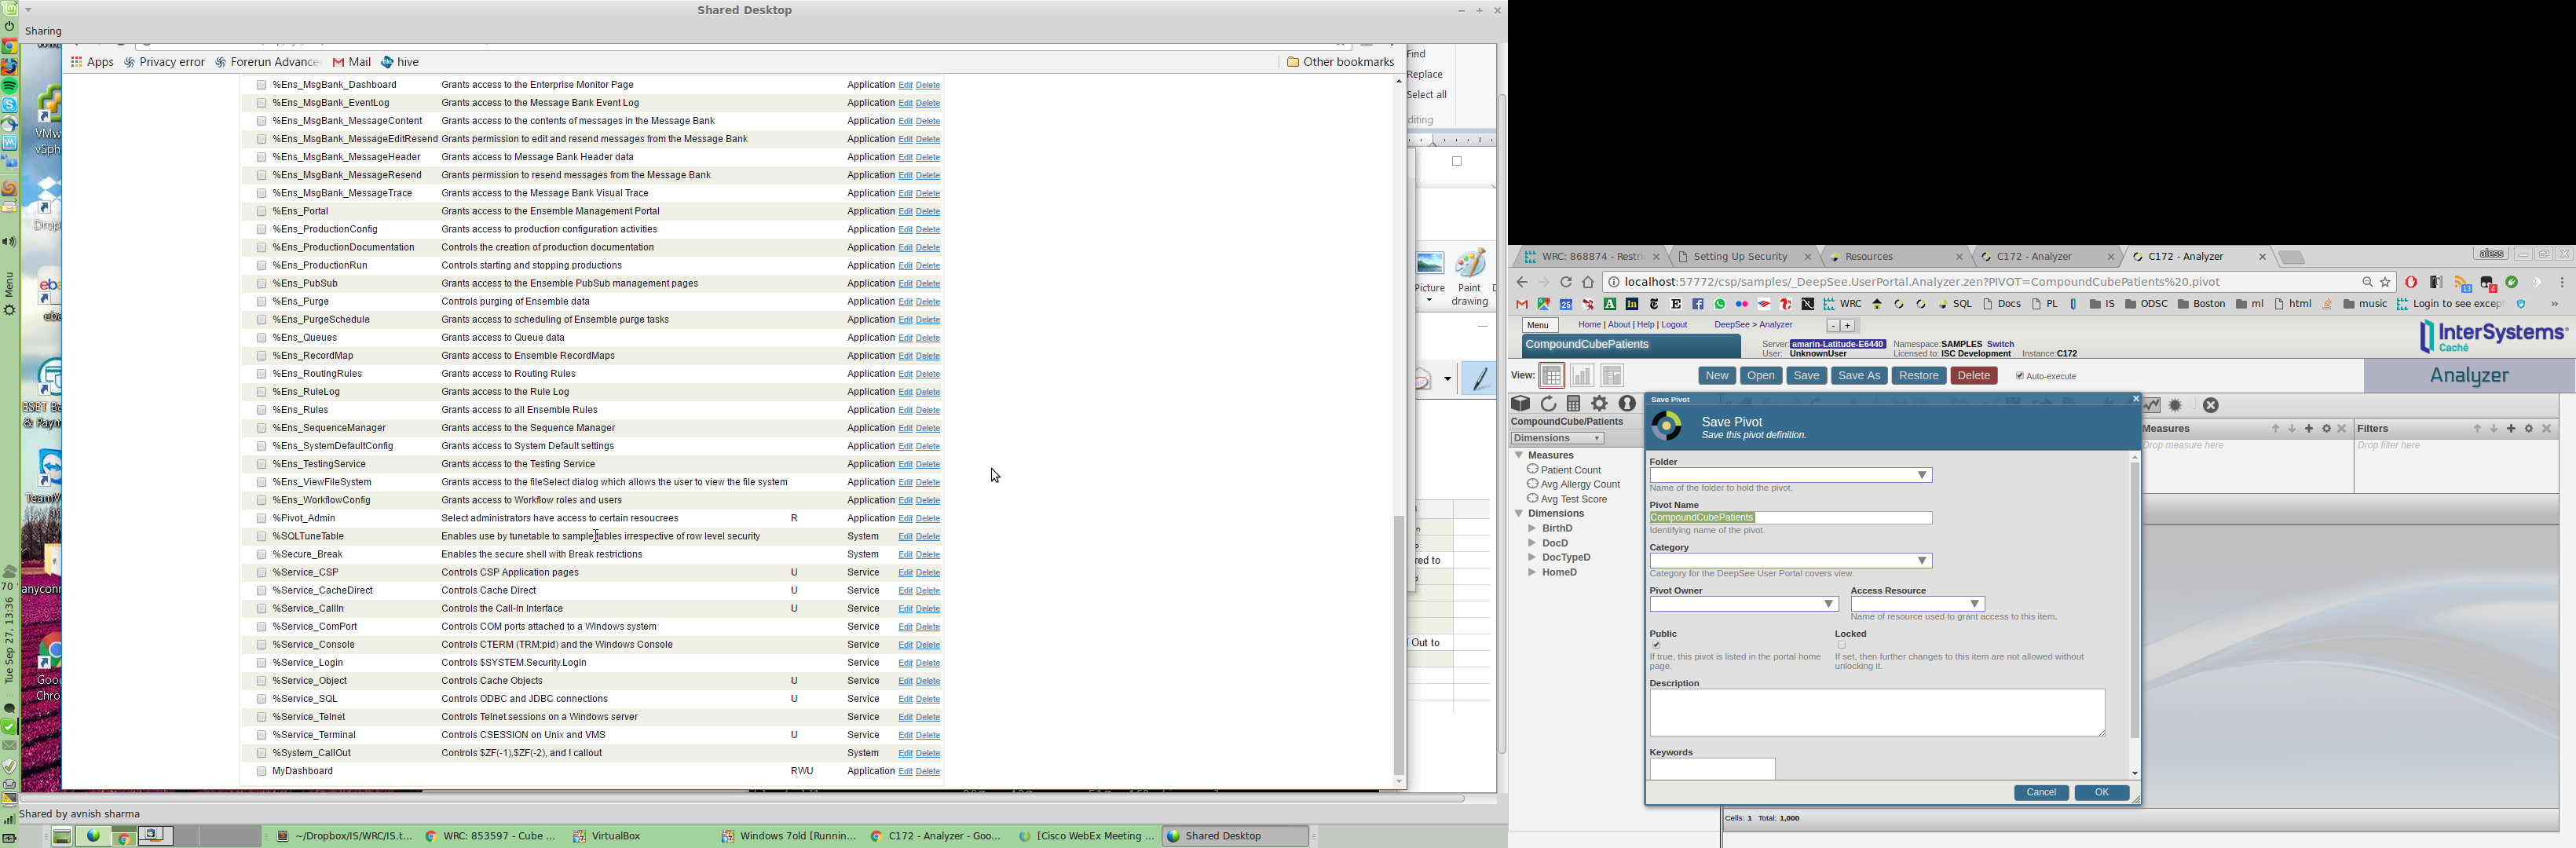 Shared Desktop
Sharing
Apps Privacy error Forerun Advance Mail hive Other bookmarks
%Ens_MsgBank_Dashboard Grants access to the Enterprise Monitor Page Application Edit Delete
%Ens_MsgBank_EventLog Grants access to the Message Bank Event Log Application Edit Delete
%Ens_MsgBank_MessageContent Grants access to the contents of messages in the Message Bank Application Edit Delete
%Ens_MsgBank_MessageEditResend Grants permission to edit and resend messages from the Message Bank Application Edit Delete
%Ens_MsgBank_MessageHeader Grants access to Message Bank Header data Application Edit Delete
%Ens_MsgBank_MessageResend Grants permission to resend messages from the Message Bank Application Edit Delete
%Ens_MsgBank_MessageTrace Grants access to the Message Bank Visual Trace Application Edit Delete
%Ens_Portal Grants access to the Ensemble Management Portal Application Edit Delete
%Ens_ProductionConfig Grants access to production configuration activities Application Edit Delete
%Ens_ProductionDocumentation Controls the creation of production documentation Application Edit Delete
%Ens_ProductionRun Controls starting and stopping productions Application Edit Delete
%Ens_PubSub Grants access to the Ensemble PubSub management pages Application Edit Delete
%Ens_Purge Controls purging of Ensemble data Application Edit Delete
%Ens_PurgeSchedule Grants access to scheduling of Ensemble purge tasks Application Edit Delete
%Ens_Queues Grants access to Queue data Application Edit Delete
%Ens_RecordMap Grants access to Ensemble RecordMaps Application Edit Delete
%Ens_RoutingRules Grants access to Routing Rules Application Edit Delete
%Ens_RuleLog Grants access to the Rule Log Application Edit Delete
%Ens_Rules Grants access to all Ensemble Rules Application Edit Delete
%Ens_SequenceManager Grants access to the Sequence Manager Application Edit Delete
%Ens_SystemDefaultConfig Grants access to System Default settings Application Edit Delete
%Ens_TestingService Grants access to the Testing Service Application Edit Delete
%Ens_ViewFileSystem Grants access to the fileSelect dialog which allows the user to view the file system Application Edit Delete
%Ens_WorkflowConfig Grants access to Workflow roles and users Application Edit Delete
%Pivot_Admin Select administrators have access to certain resoucrees R Application Edit Delete
%SQLTuneTable Enables use by tunetable to sample tables irrespective of row level security System Edit Delete
%Secure_Break Enables the secure shell with Break restrictions System Edit Delete
%Service_CSP Controls CSP Application pages U Service Edit Delete
%Service_CacheDirect Controls Cache Direct U Service Edit Delete
%Service_CallIn Controls the Call-In Interface U Service Edit Delete
%Service_ComPort Controls COM ports attached to a Windows system Service Edit Delete
%Service_Console Controls CTERM (TRM:pid) and the Windows Console Service Edit Delete
%Service_Login Controls $SYSTEM.Security.Login Service Edit Delete
%Service_Object Controls Cache Objects U Service Edit Delete
%Service_SQL Controls ODBC and JDBC connections U Service Edit Delete
%Service_Telnet Controls Telnet sessions on a Windows server Service Edit Delete
%Service_Terminal Controls CSESSION on Unix and VMS U Service Edit Delete
%System_CallOut Controls $ZF(-1),$ZF(-2), and ! callout System Edit Delete
MyDashboard RWU Application Edit Delete
Find
Replace
Select all
diting
Picture Paint drawing
red to
Out to
Menu
70
Tue Sep 27, 13:36
Shared by avnish sharma
~/Dropbox/IS/WRC/IS.t... WRC: 853597 - Cube ... VirtualBox Windows 7old [Runnin... C172 - Analyzer - Goo... [Cisco WebEx Meeting ... Shared Desktop
WRC: 868874 - Restri Setting Up Security Resources C172 - Analyzer C172 - Analyzer aless
localhost:57772/csp/samples/_DeepSee.UserPortal.Analyzer.zen?PIVOT=CompoundCubePatients%20.pivot
WRC SQL Docs PL IS ODSC Boston ml html music Login to see excep
Menu Home | About | Help | Logout DeepSee > Analyzer - +
CompoundCubePatients
Server: amarin-Latitude-E6440 Namespace: SAMPLES Switch
User: UnknownUser Licensed to: ISC Development Instance: C172
InterSystems
Caché
View: New Open Save Save As Restore Delete Auto-execute
Analyzer
CompoundCube/Patients
Dimensions
Measures
Patient Count
Avg Allergy Count
Avg Test Score
Dimensions
BirthD
DocD
DocTypeD
HomeD
Save Pivot
Save Pivot
Save this pivot definition.
Folder
Name of the folder to hold the pivot.
Pivot Name
CompoundCubePatients
Identifying name of the pivot.
Category
Category for the DeepSee User Portal covers view.
Pivot Owner Access Resource
Name of resource used to grant access to this item.
Public Locked
If true, this pivot is listed in the portal home page.
If set, then further changes to this item are not allowed without unlocking it.
Description
Keywords
Cancel OK
Measures Filters
Drop measure here Drop filter here
Cells: 1 Total: 1,000